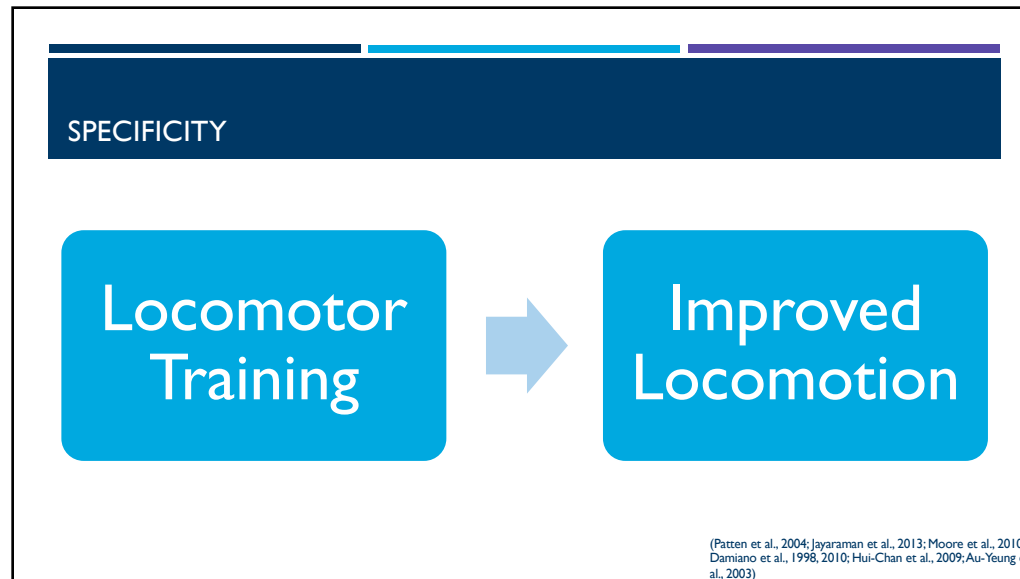 SPECIFICITY
Locomotor
Training
Improved
Locomotion
(Patten et al., 2004; Jayaraman et al., 2013; Moore et al., 2010
Damiano et al., 1998, 2010; Hui-Chan et al., 2009; Au-Yeung
al., 2003)